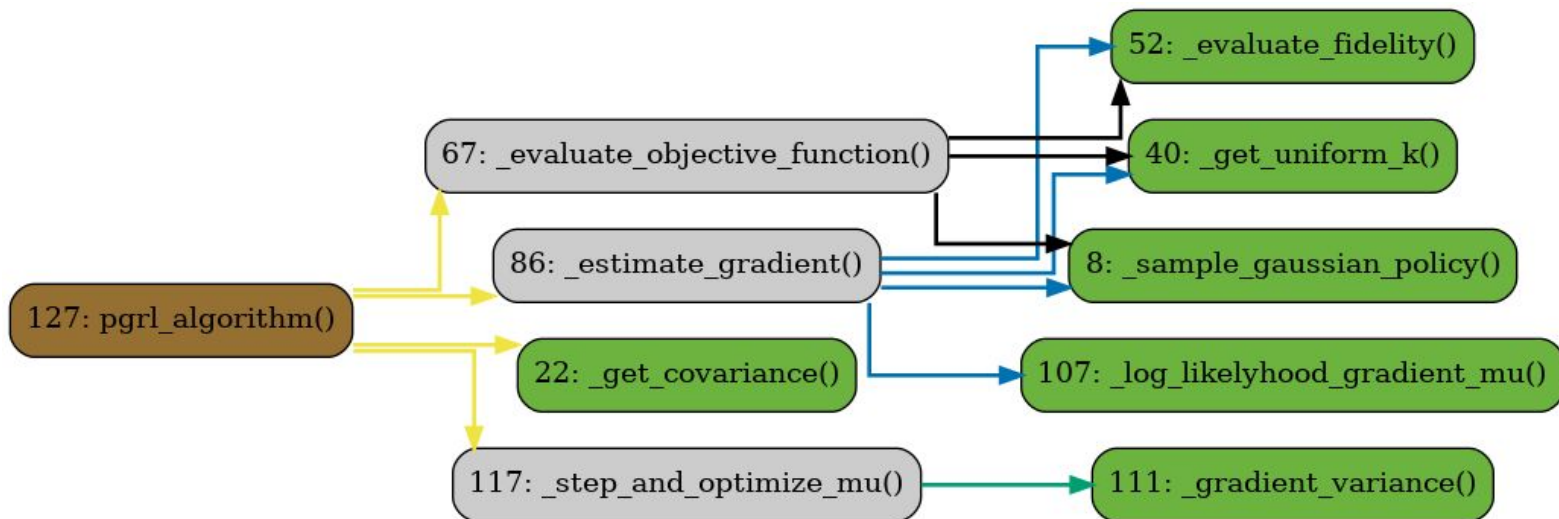 52: _evaluate_fidelity()
67: _evaluate_objective_function()
40: _get_uniform_k()
86: _estimate_gradient()
8: _sample_gaussian_policy()
127: pgrl_algorithm()
22: _get_covariance()
107: _log_likelyhood_gradient_mu()
117: _step_and_optimize_mu()
111: _gradient_variance()